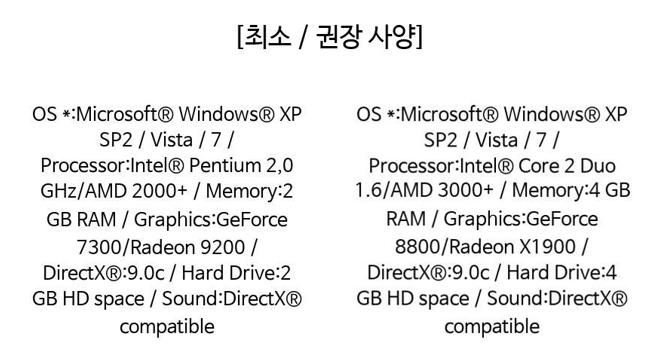 [최소 / 권장 사양]
OS *:Microsoft® Windows® XP
SP2 / Vista / 7 /
Processor:Intel® Pentium 2,0
GHz/AMD 2000+ / Memory:2
GB RAM / Graphics:GeForce
7300/Radeon 9200 /
DirectX®:9.0c / Hard Drive:2
GB HD space / Sound:DirectX®
compatible
OS *:Microsoft® Windows® XP
SP2 / Vista / 7 /
Processor:Intel® Core 2 Duo
1.6/AMD 3000+ / Memory:4 GB
RAM / Graphics:GeForce
8800/Radeon X1900 /
DirectX®:9.0c / Hard Drive:4
GB HD space / Sound:DirectX®
compatible